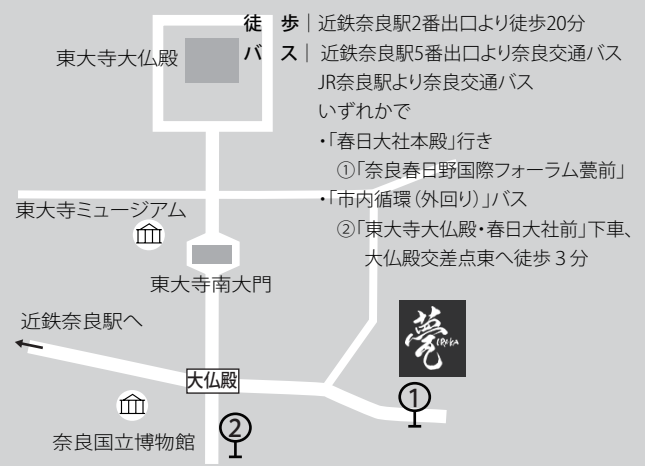 徒　歩｜近鉄奈良駅2番出口より徒歩20分
バ　ス｜近鉄奈良駅5番出口より奈良交通バス
JR奈良駅より奈良交通バス
いずれかで
・「春日大社本殿」行き
①「奈良春日野国際フォーラム甍前」
・「市内循環（外回り）」バス
②「東大寺大仏殿・春日大社前」下車、
大仏殿交差点東へ徒歩３分
東大寺大仏殿
東大寺ミュージアム
東大寺南大門
近鉄奈良駅へ
甍
IRAKA
大仏殿
①
②
奈良国立博物館